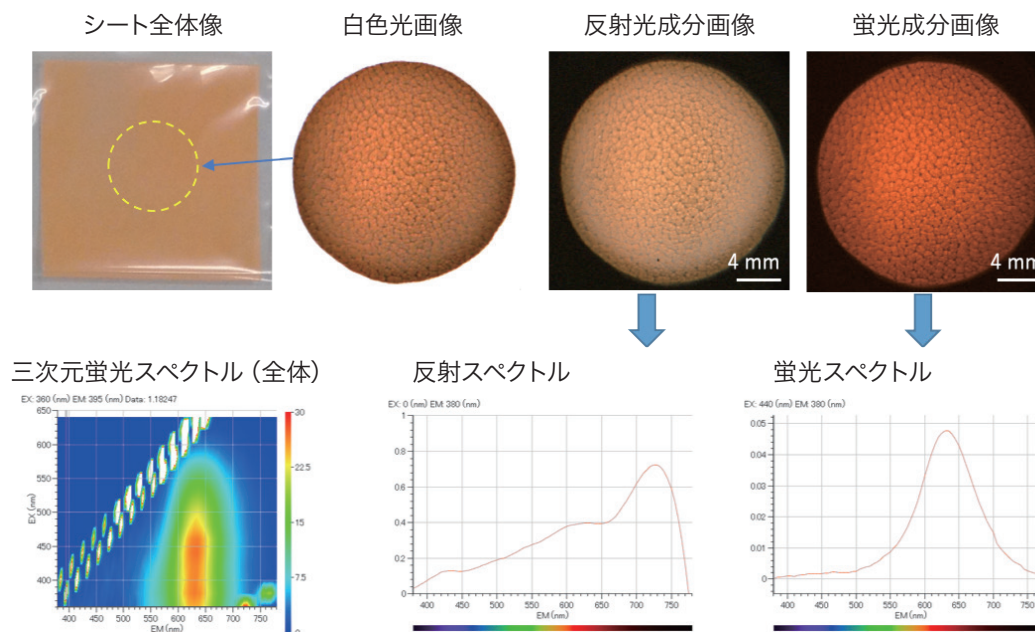 シート全体像
白色光画像
反射光成分画像
蛍光成分画像
4 mm
4 mm
三次元蛍光スペクトル (全体)
反射スペクトル
蛍光スペクトル
EX: 360 (nm) EM: 395 (nm) Data: 1.18247
EX: 0 (nm) EM: 380 (nm)
EX: 440 (nm) EM: 380 (nm)
650
600
550
500
450
400
EX (nm)
400 450 500 550 600 650 700 750
EM (nm)
30
22.5
15
7.5
0
1
0.8
0.6
0.4
0.2
0
400 450 500 550 600 650 700 750
EM (nm)
0.05
0.04
0.03
0.02
0.01
0
400 450 500 550 600 650 700 750
EM (nm)